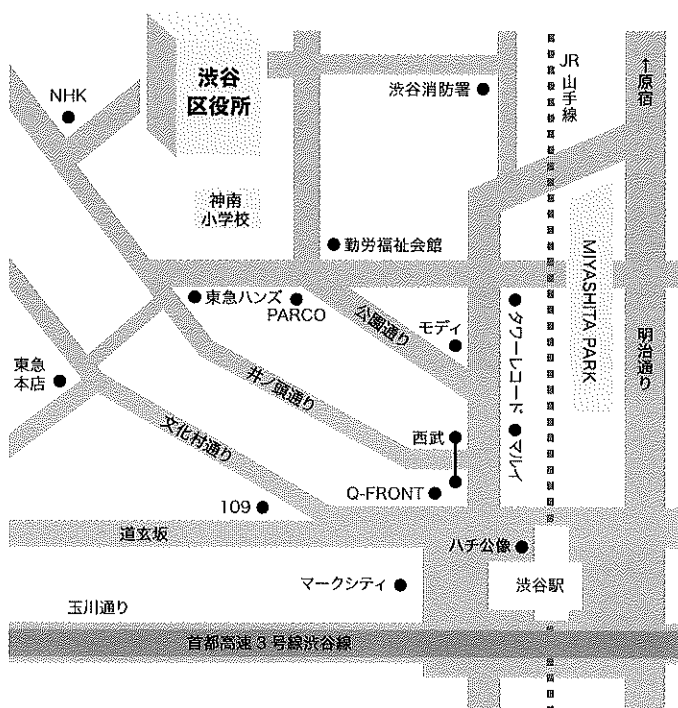 渋谷
区役所
NHK
渋谷消防署
JR
山手線
↑原宿
神南
小学校
勤労福祉会館
東急ハンズ
PARCO
公園通り
モディ
タワーレコード
MIYASHITA PARK
明治通り
東急
本店
井ノ頭通り
西武
マルイ
文化村通り
Q-FRONT
109
道玄坂
ハチ公像
マークシティ
渋谷駅
玉川通り
首都高速3号線渋谷線